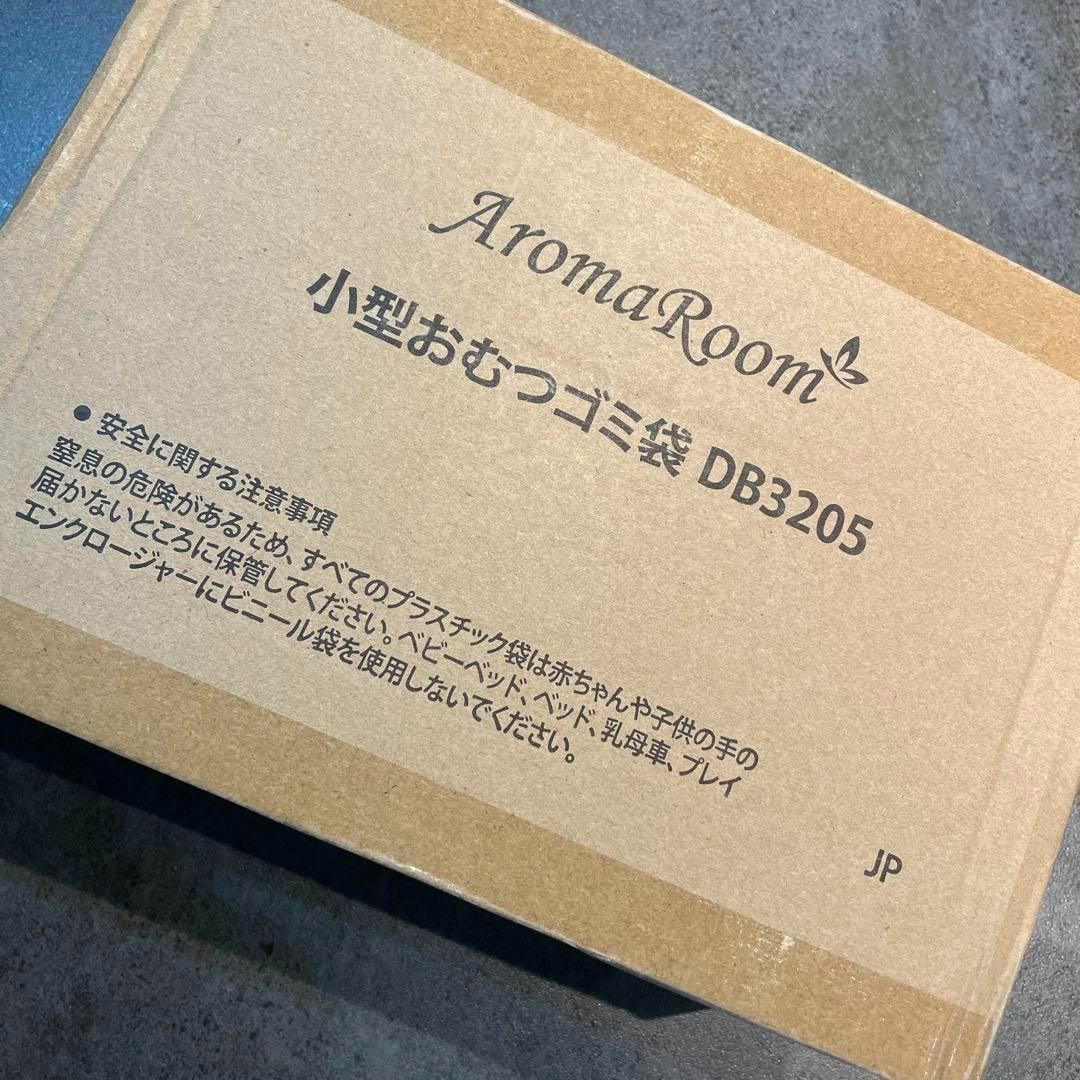 AromaRoom
小型おむつゴミ袋 DB3205
● 安全に関する注意事項
窒息の危険があるため、すべてのプラスチック袋は赤ちゃんや子供の手の
届かないところに保管してください。ベビーベッド、ベッド、乳母車、プレイ
エンクロージャーにビニール袋を使用しないでください。
JP